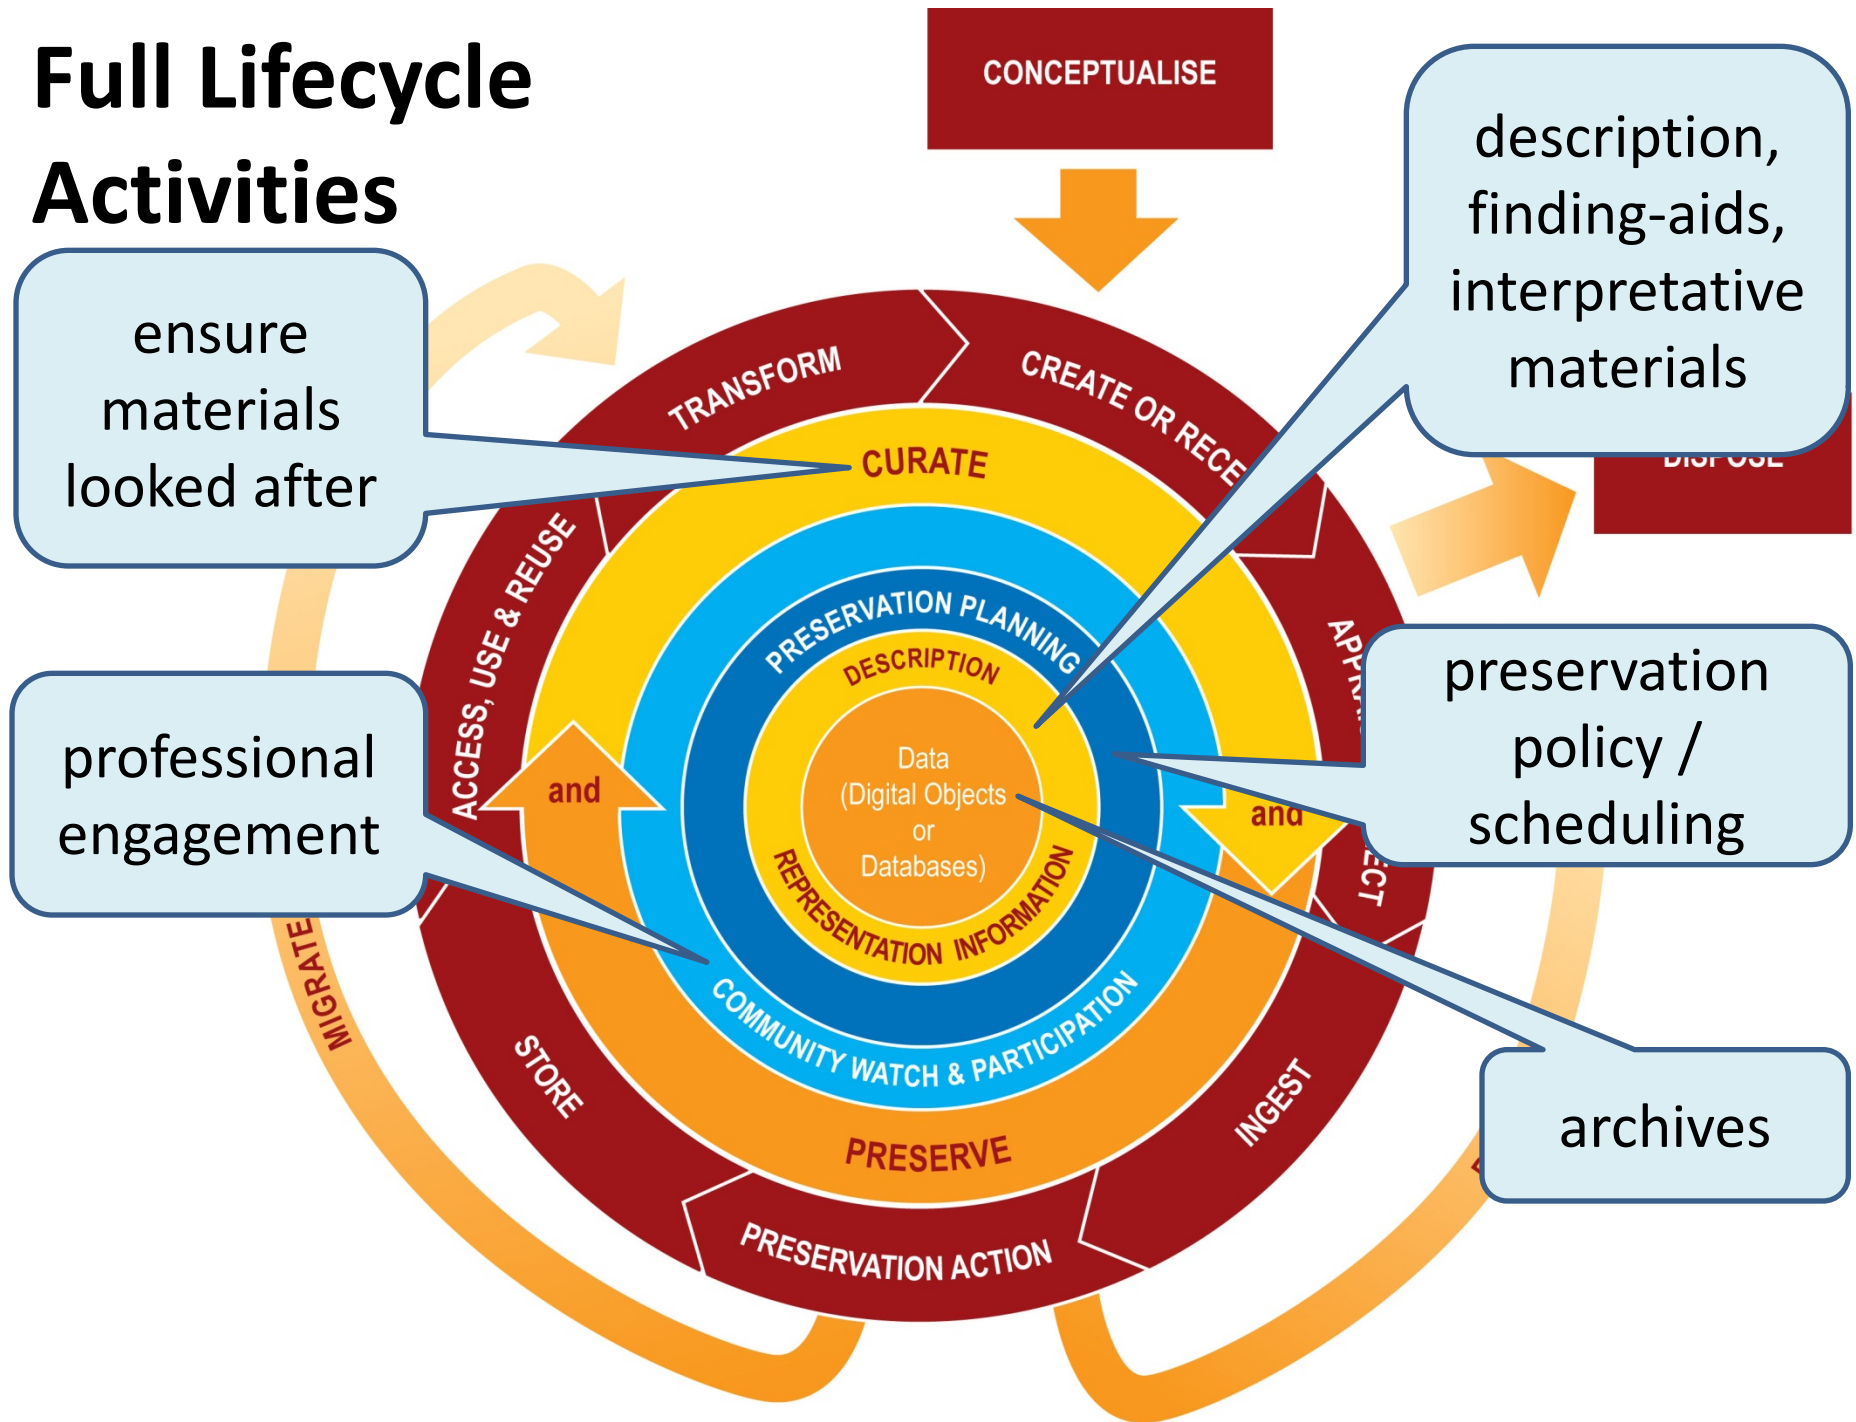 Full Lifecycle
Activities
CONCEPTUALISE
description,
finding-aids,
interpretative
materials
ensure
materials
looked after
TRANSFORM
CREATE OR RECE
CURATE
DISPOSE
ACCESS, USE & REUSE
PRESERVATION PLANNING
DESCRIPTION
preservation
policy /
scheduling
professional
engagement
and
Data
(Digital Objects
or
Databases)
and
REPRESENTATION INFORMATION
MIGRATE
COMMUNITY WATCH & PARTICIPATION
STORE
INGEST
archives
PRESERVE
PRESERVATION ACTION